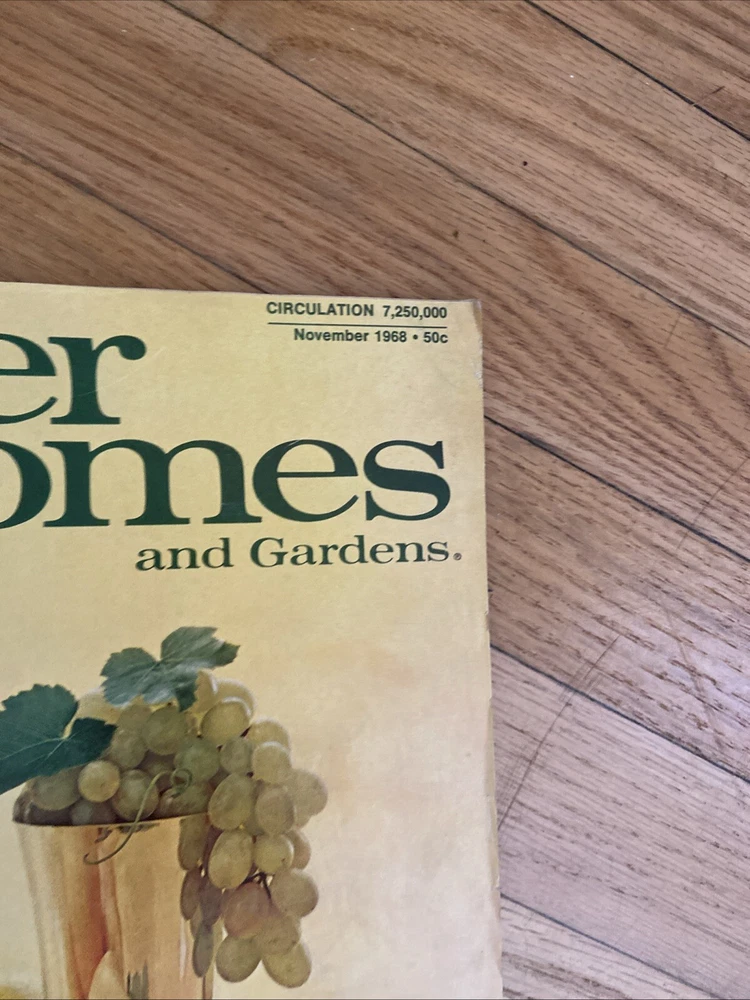 CIRCULATION 7,250,000
November 1968 • 50c
er
omes
and Gardens®